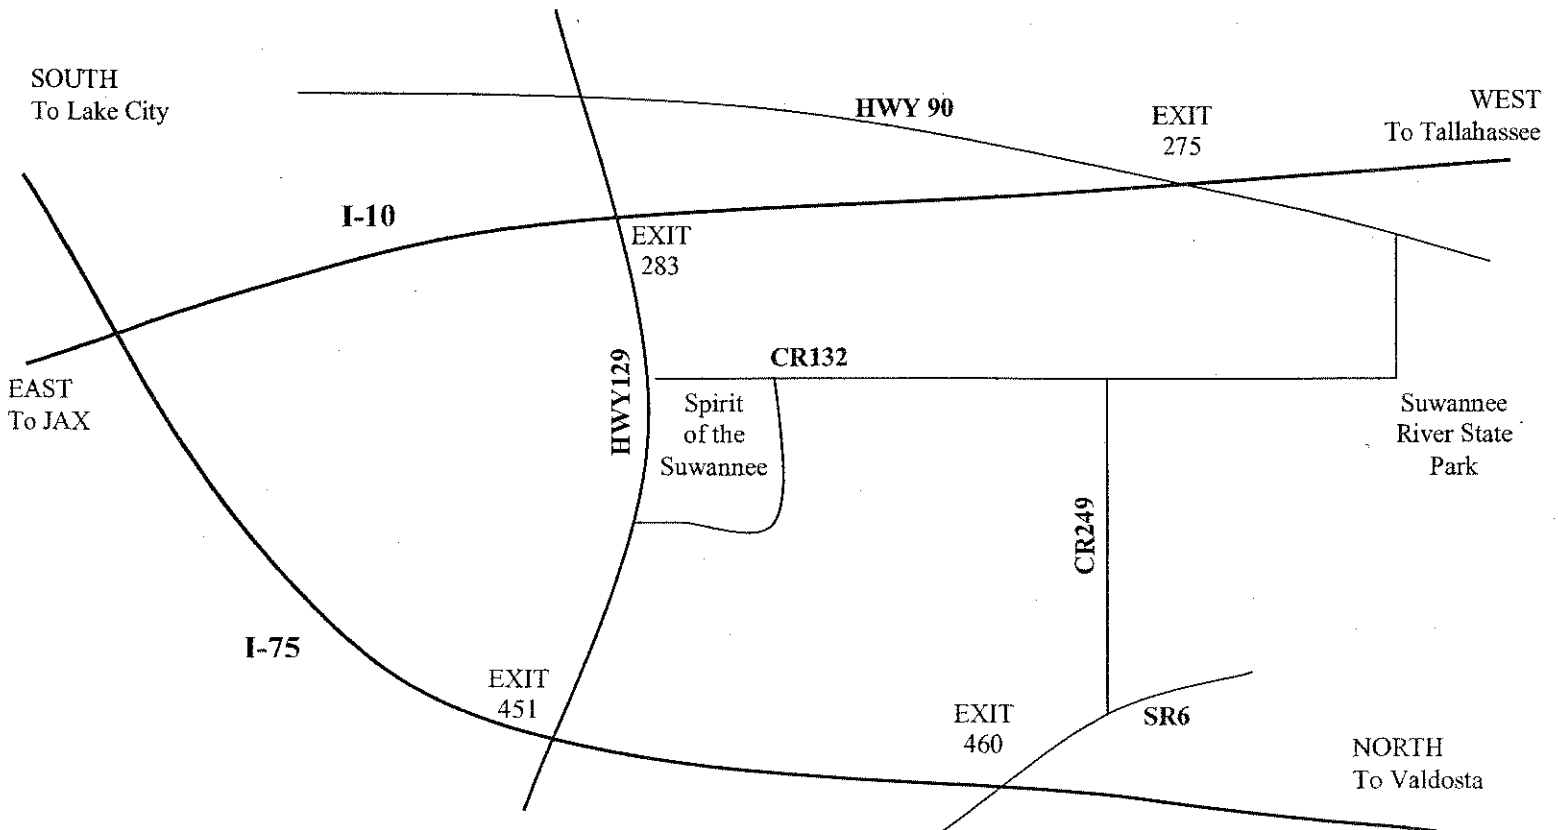 SOUTH
To Lake City
HWY 90
EXIT
275
WEST
To Tallahassee
I-10
EXIT
283
EAST
To JAX
HWY129
CR132
Spirit
of the
Suwannee
Suwannee
River State
Park
CR249
I-75
EXIT
451
EXIT
460
SR6
NORTH
To Valdosta